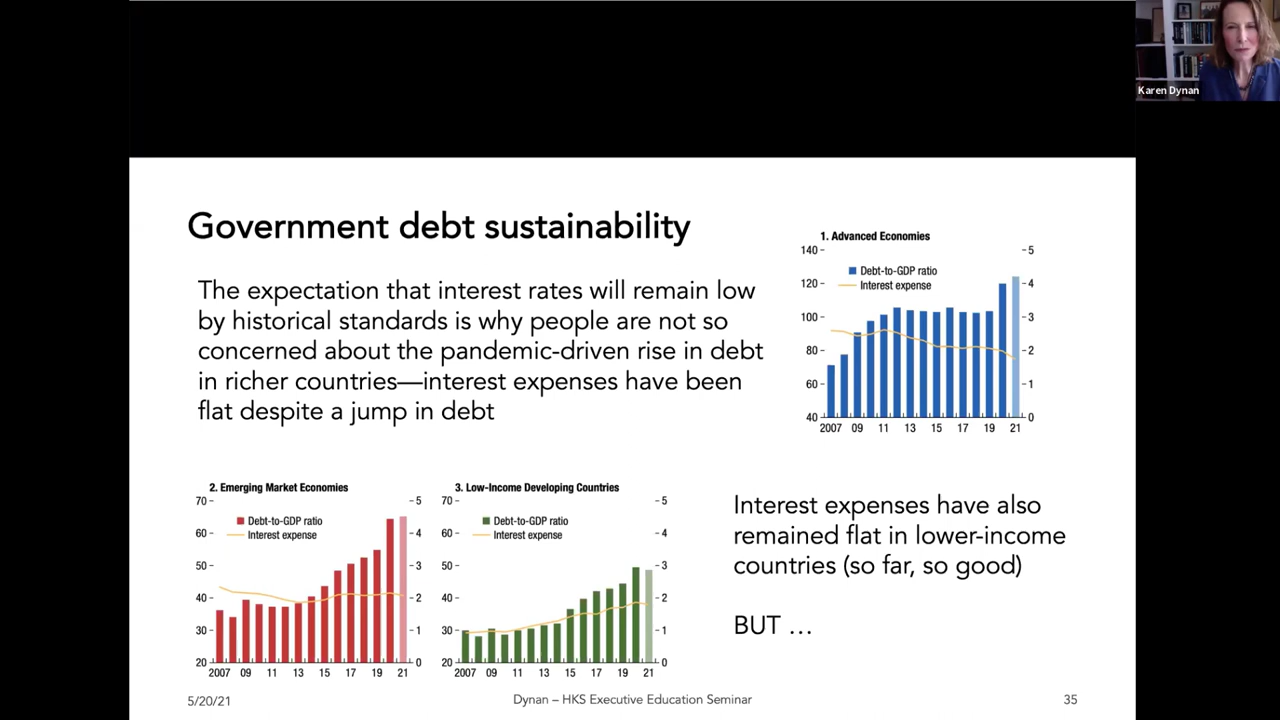 Karen Dynan
Government debt sustainability
The expectation that interest rates will remain low
by historical standards is why people are not so
concerned about the pandemic-driven rise in debt
in richer countries—interest expenses have been
flat despite a jump in debt
1. Advanced Economies
140
5
Debt-to-GDP ratio
Interest expense
120
4
100
3
80
2
60
1
40
0
2007 09 11 13 15 17 19 21
2. Emerging Market Economies
70
5
Debt-to-GDP ratio
Interest expense
60
4
50
3
40
2
30
1
20
0
2007 09 11 13 15 17 19 21
3. Low-Income Developing Countries
70
5
Debt-to-GDP ratio
Interest expense
60
4
50
3
40
2
30
1
20
0
2007 09 11 13 15 17 19 21
Interest expenses have also
remained flat in lower-income
countries (so far, so good)
BUT …
5/20/21
Dynan – HKS Executive Education Seminar
35